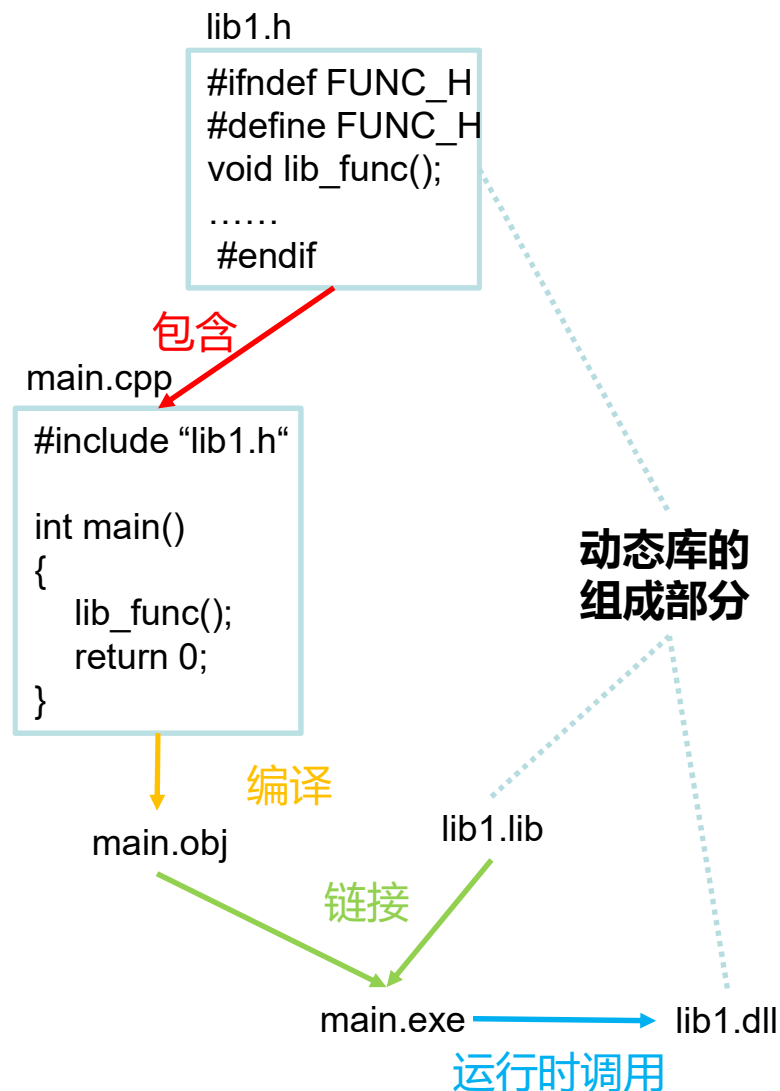 lib1.h
#ifndef FUNC_H
#define FUNC_H
void lib_func();
……
#endif
包含
main.cpp
#include “lib1.h“
int main()
{
lib_func();
return 0;
}
动态库的
组成部分
编译
main.obj
lib1.lib
链接
main.exe
lib1.dll
运行时调用